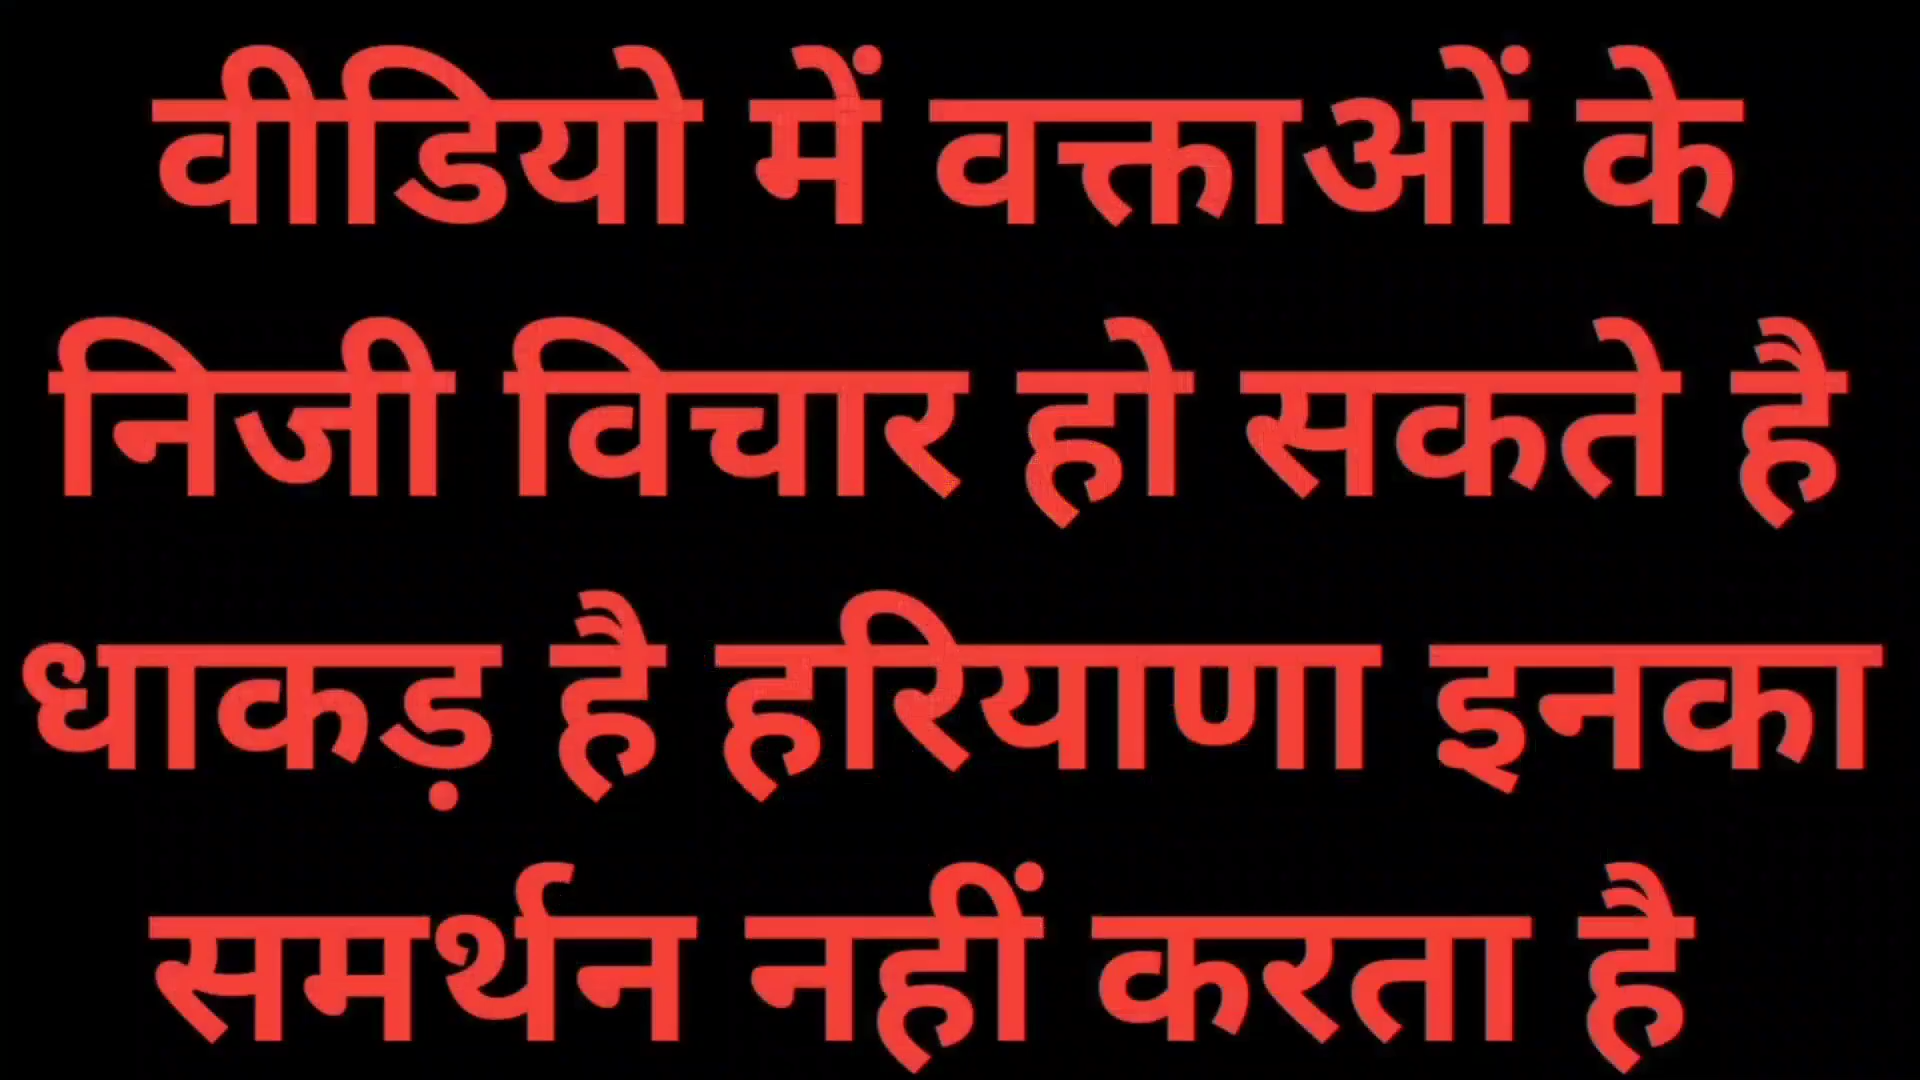 वीडियो में वक्ताओं के
निजी विचार हो सकते है
धाकड़ है हरियाणा इनका
समर्थन नहीं करता है